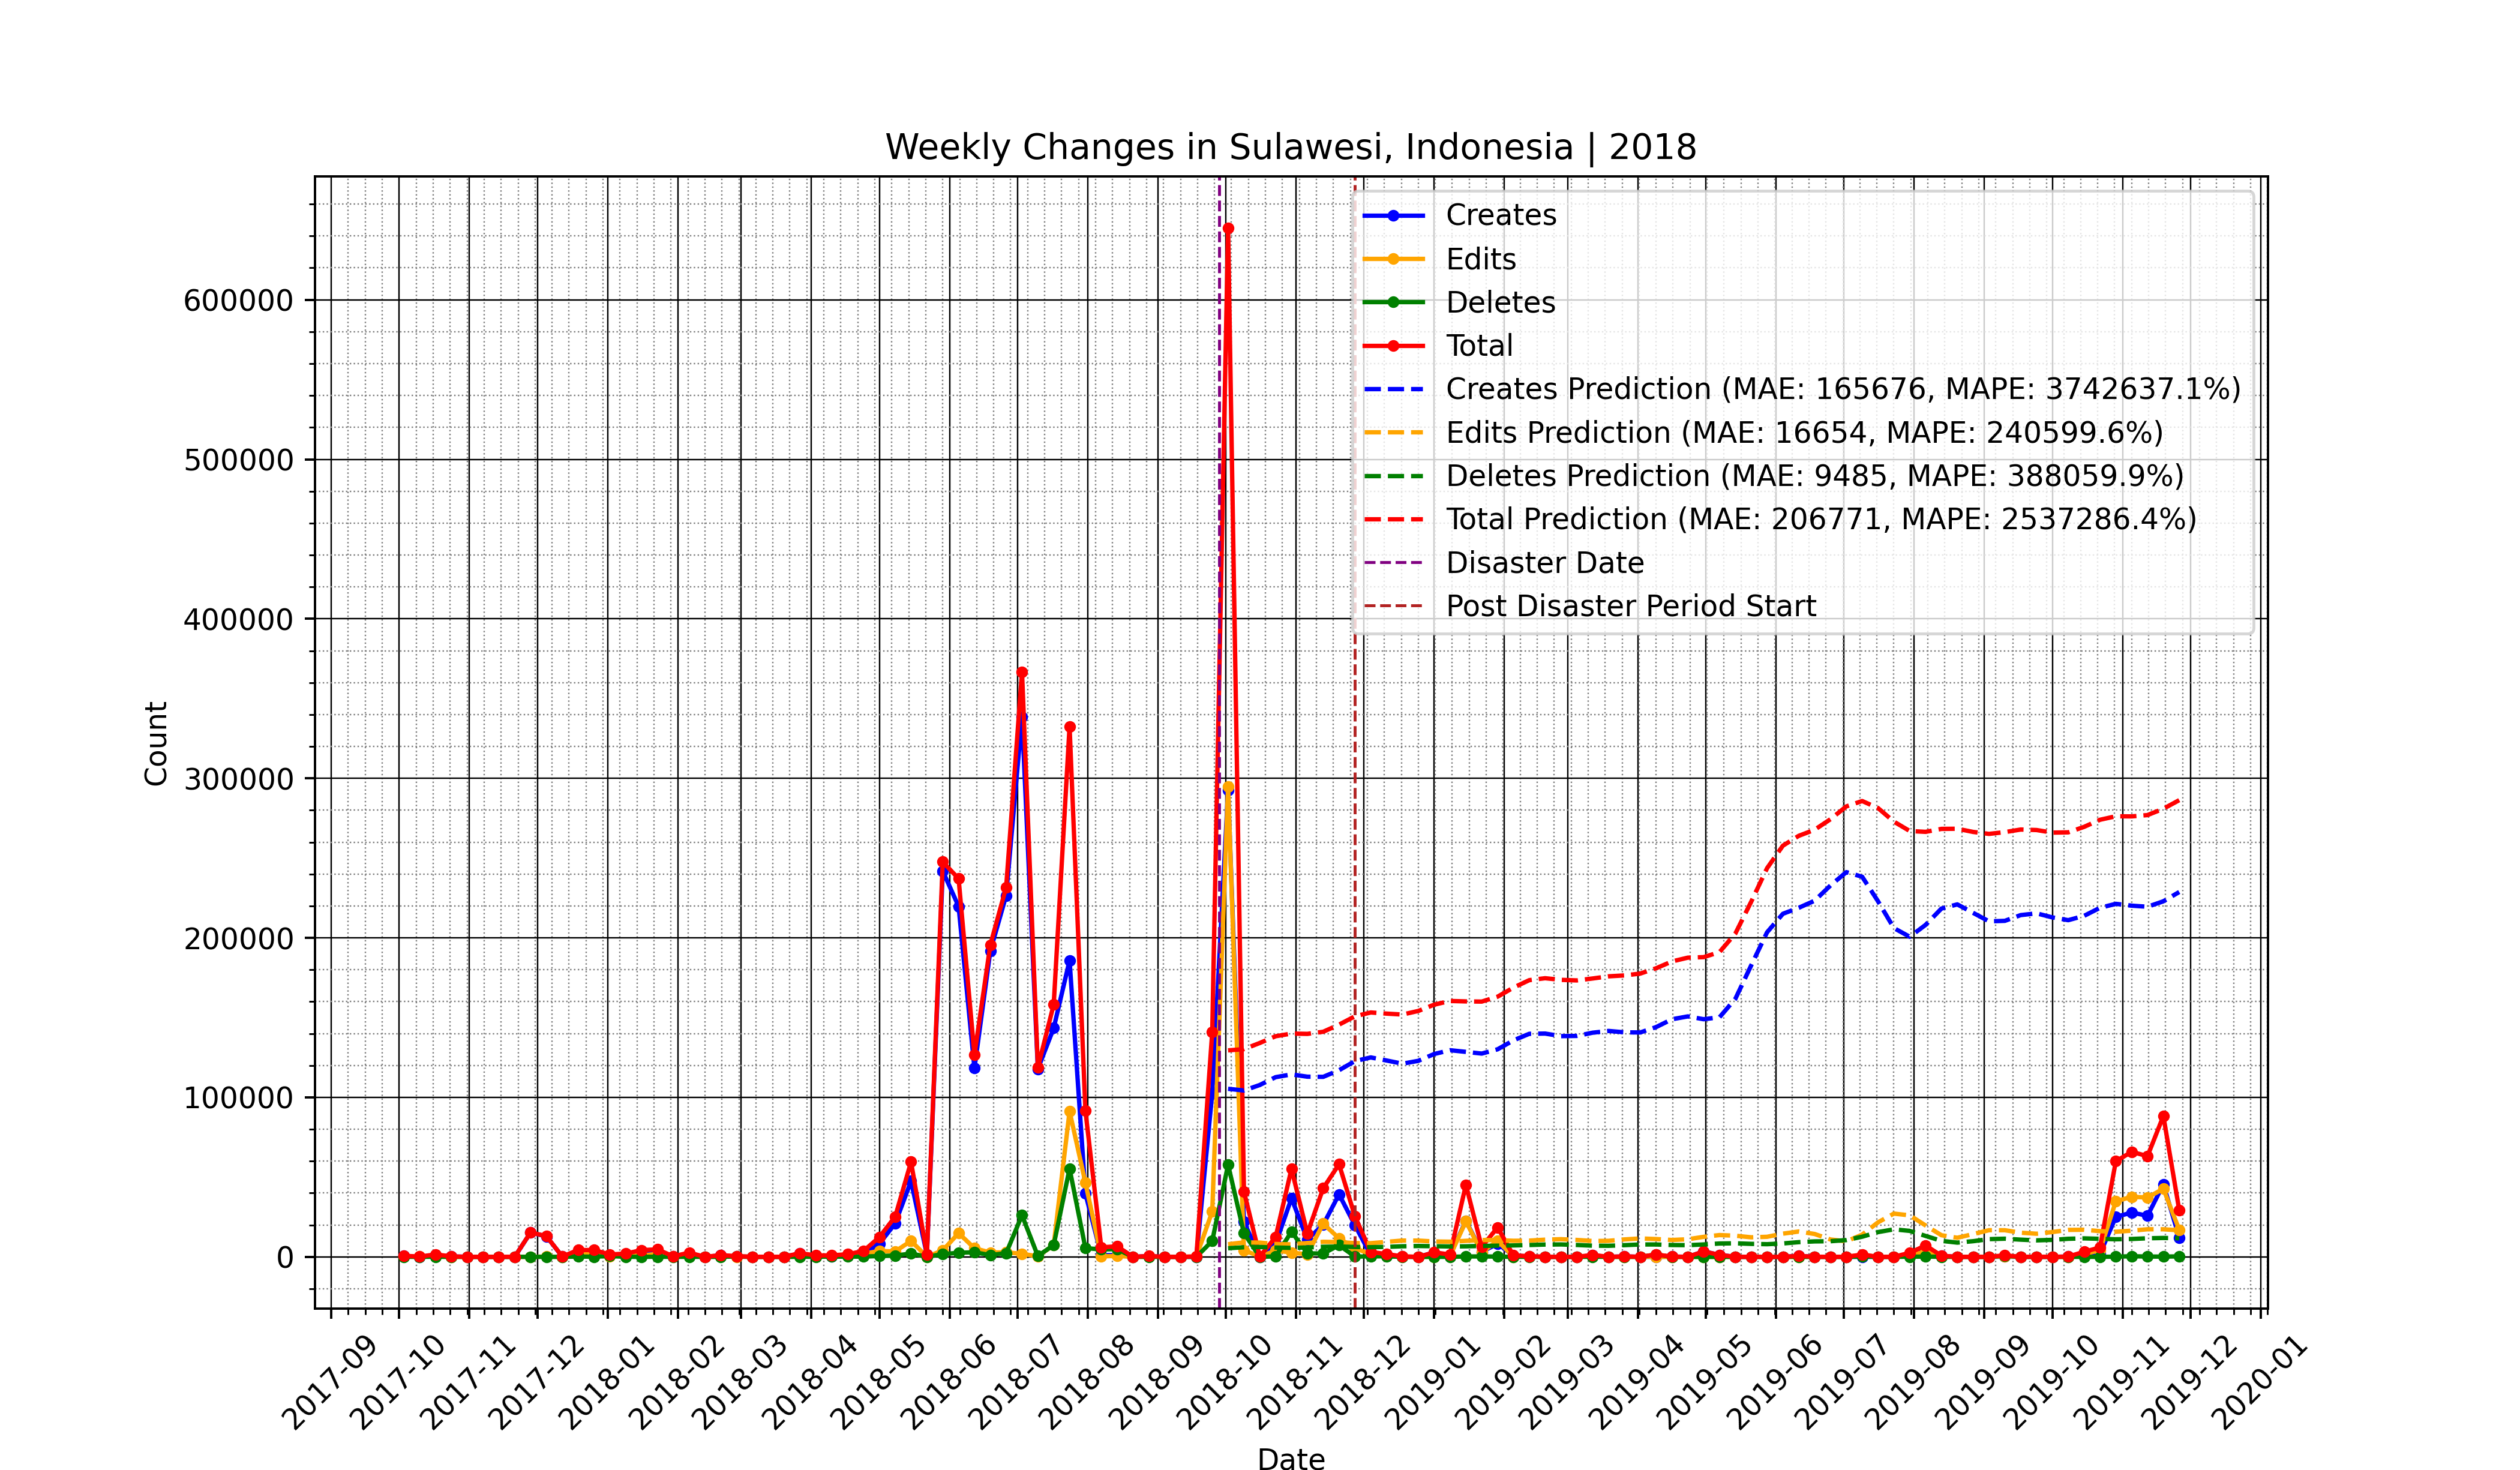 Weekly Changes in Sulawesi, Indonesia | 2018
Creates
Edits
Deletes
Total
Creates Prediction (MAE: 165676, MAPE: 3742637.1%)
Edits Prediction (MAE: 16654, MAPE: 240599.6%)
Deletes Prediction (MAE: 9485, MAPE: 388059.9%)
Total Prediction (MAE: 206771, MAPE: 2537286.4%)
Disaster Date
Post Disaster Period Start
Count
600000
500000
400000
300000
200000
100000
0
2017-09
2017-10
2017-11
2017-12
2018-01
2018-02
2018-03
2018-04
2018-05
2018-06
2018-07
2018-08
2018-09
2018-10
2018-11
2018-12
2019-01
2019-02
2019-03
2019-04
2019-05
2019-06
2019-07
2019-08
2019-09
2019-10
2019-11
2019-12
2020-01
Date